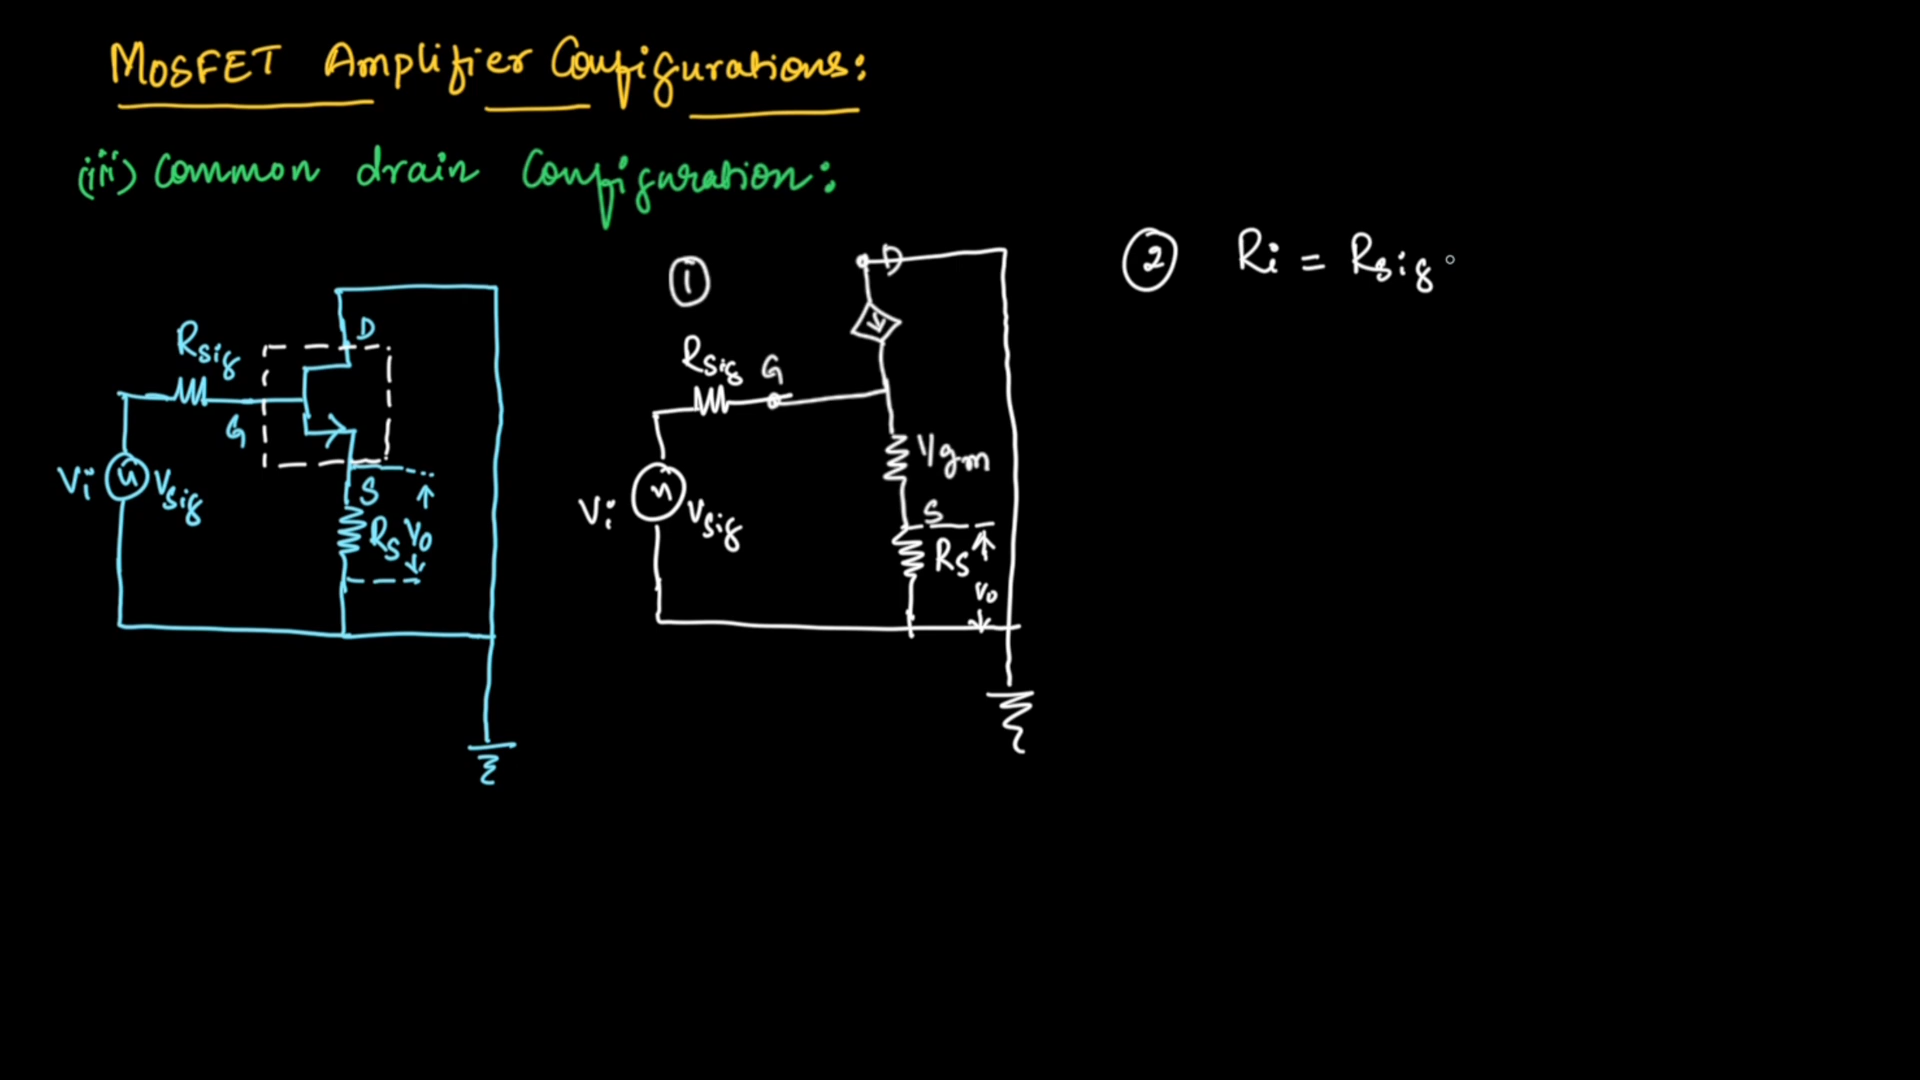 MOSFET Amplifier Configurations:
(iii) Common drain Configuration:
① D
② Ri = Rsig
Rsig D
G
Vi Vsig
S
Rs Vo
Rsig G
1/gm
Vi Vsig
S
Rs
Vo